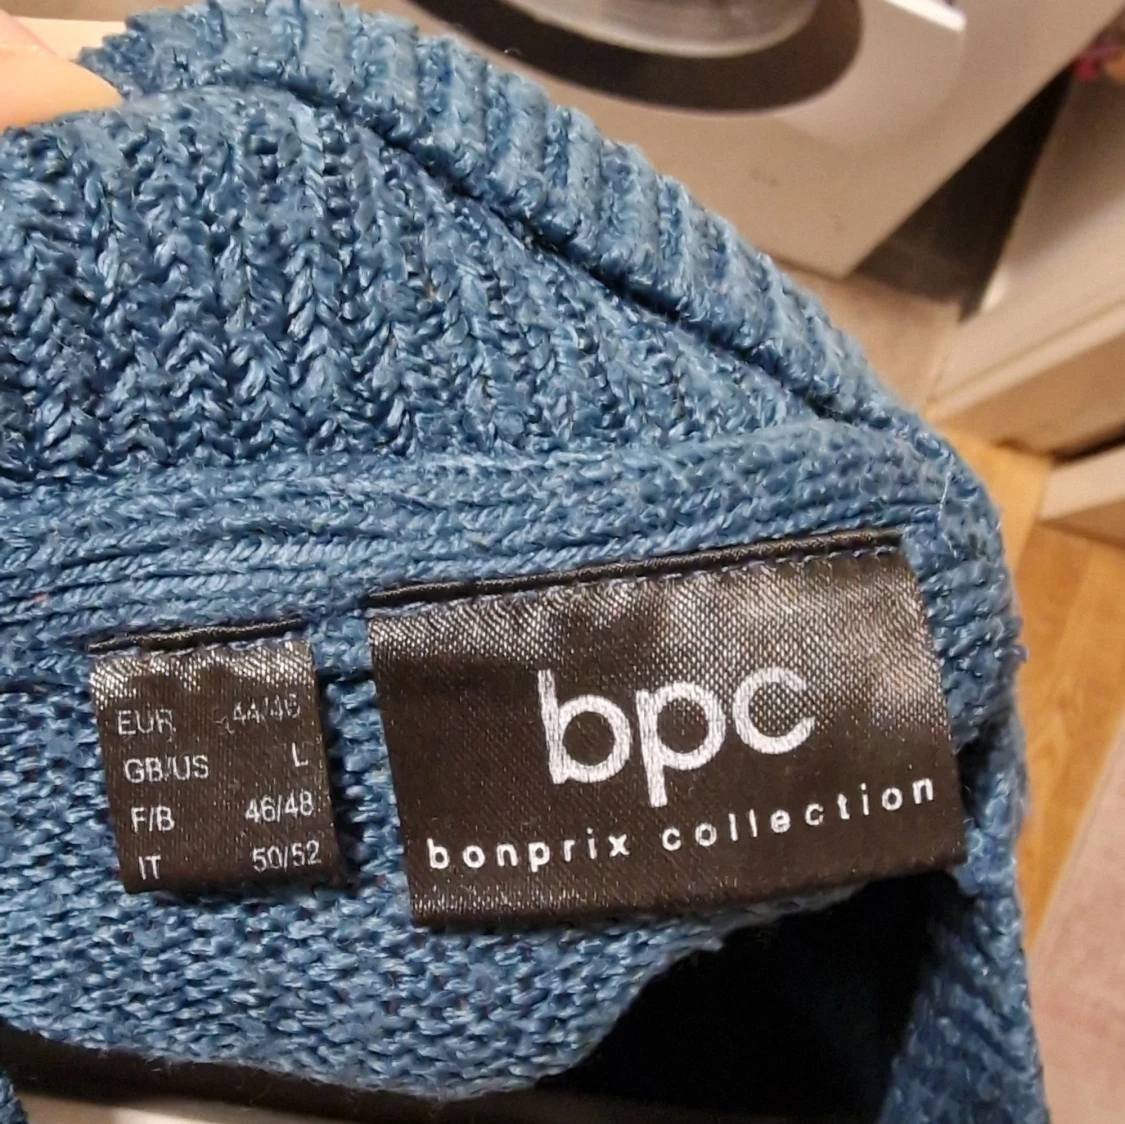 EUR 44/46
GB/US L
F/B 46/48
IT 50/52
bpc
bonprix collection